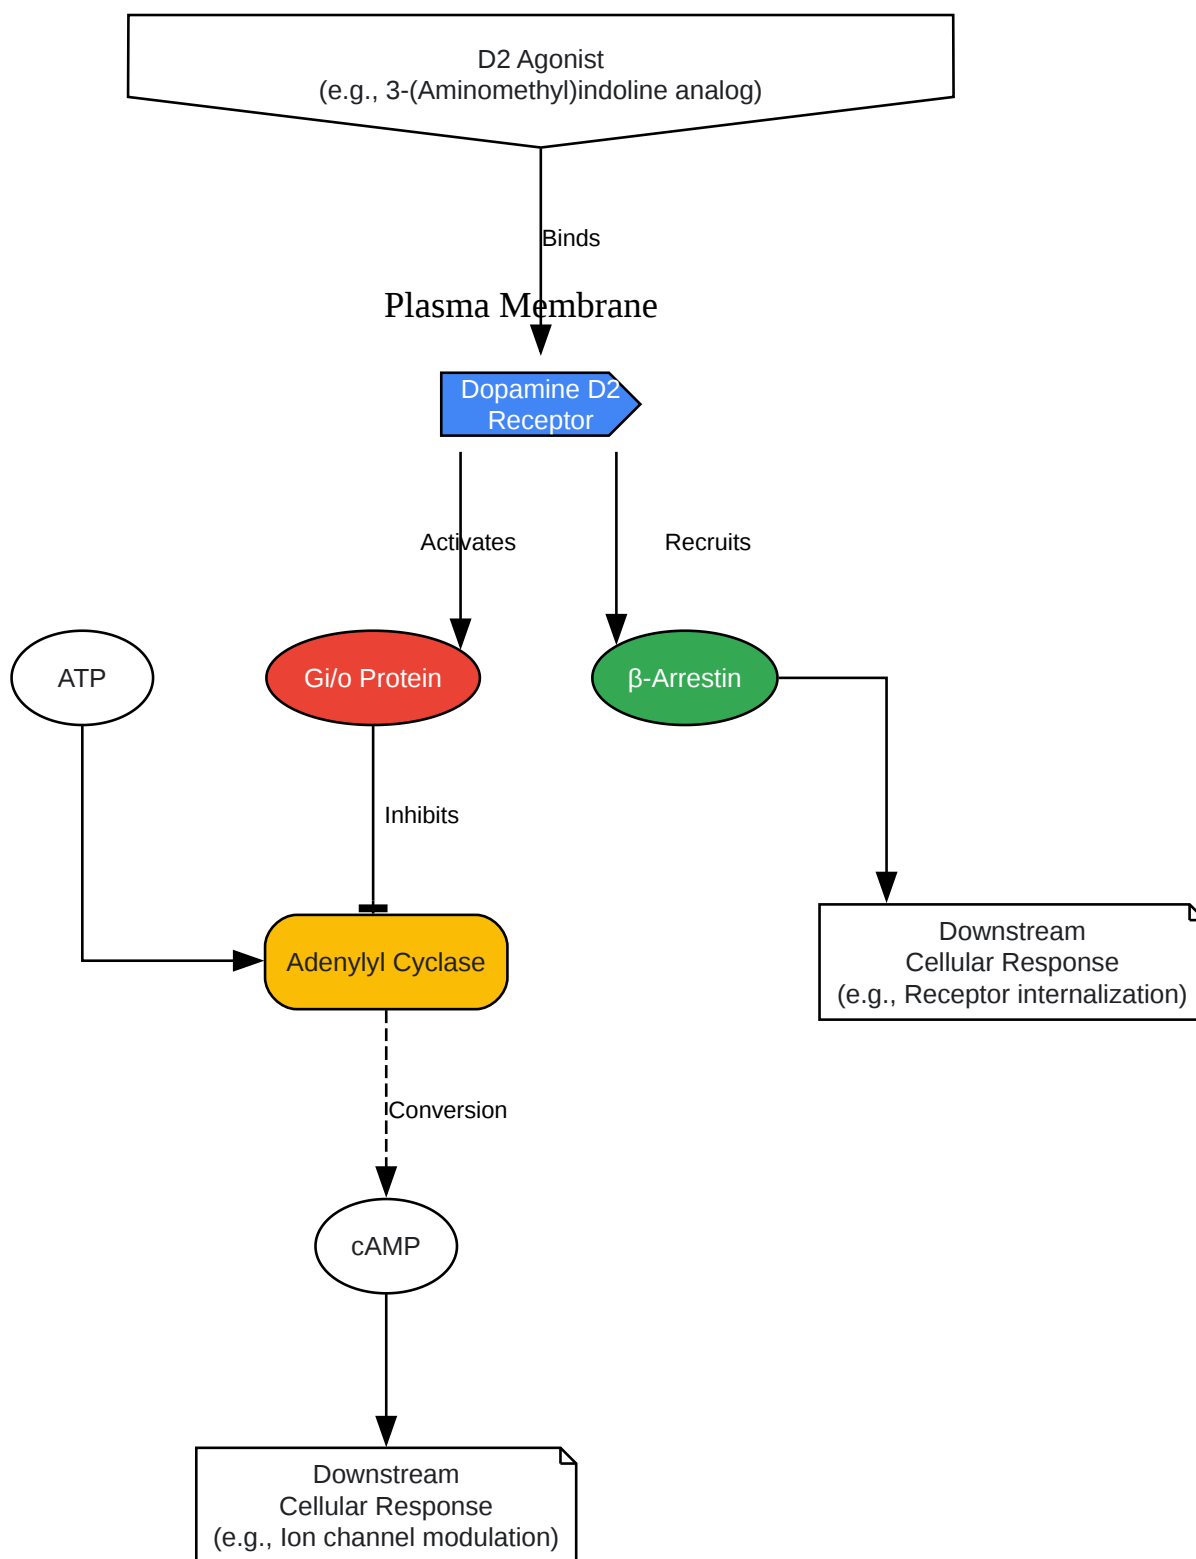 D2 Agonist
(e.g., 3-(Aminomethyl)indoline analog)
Binds
Plasma Membrane
Dopamine D2
Receptor
Activates
Recruits
ATP
Gi/o Protein
β-Arrestin
Inhibits
Adenylyl Cyclase
Downstream
Cellular Response
(e.g., Receptor internalization)
Conversion
cAMP
Downstream
Cellular Response
(e.g., Ion channel modulation)